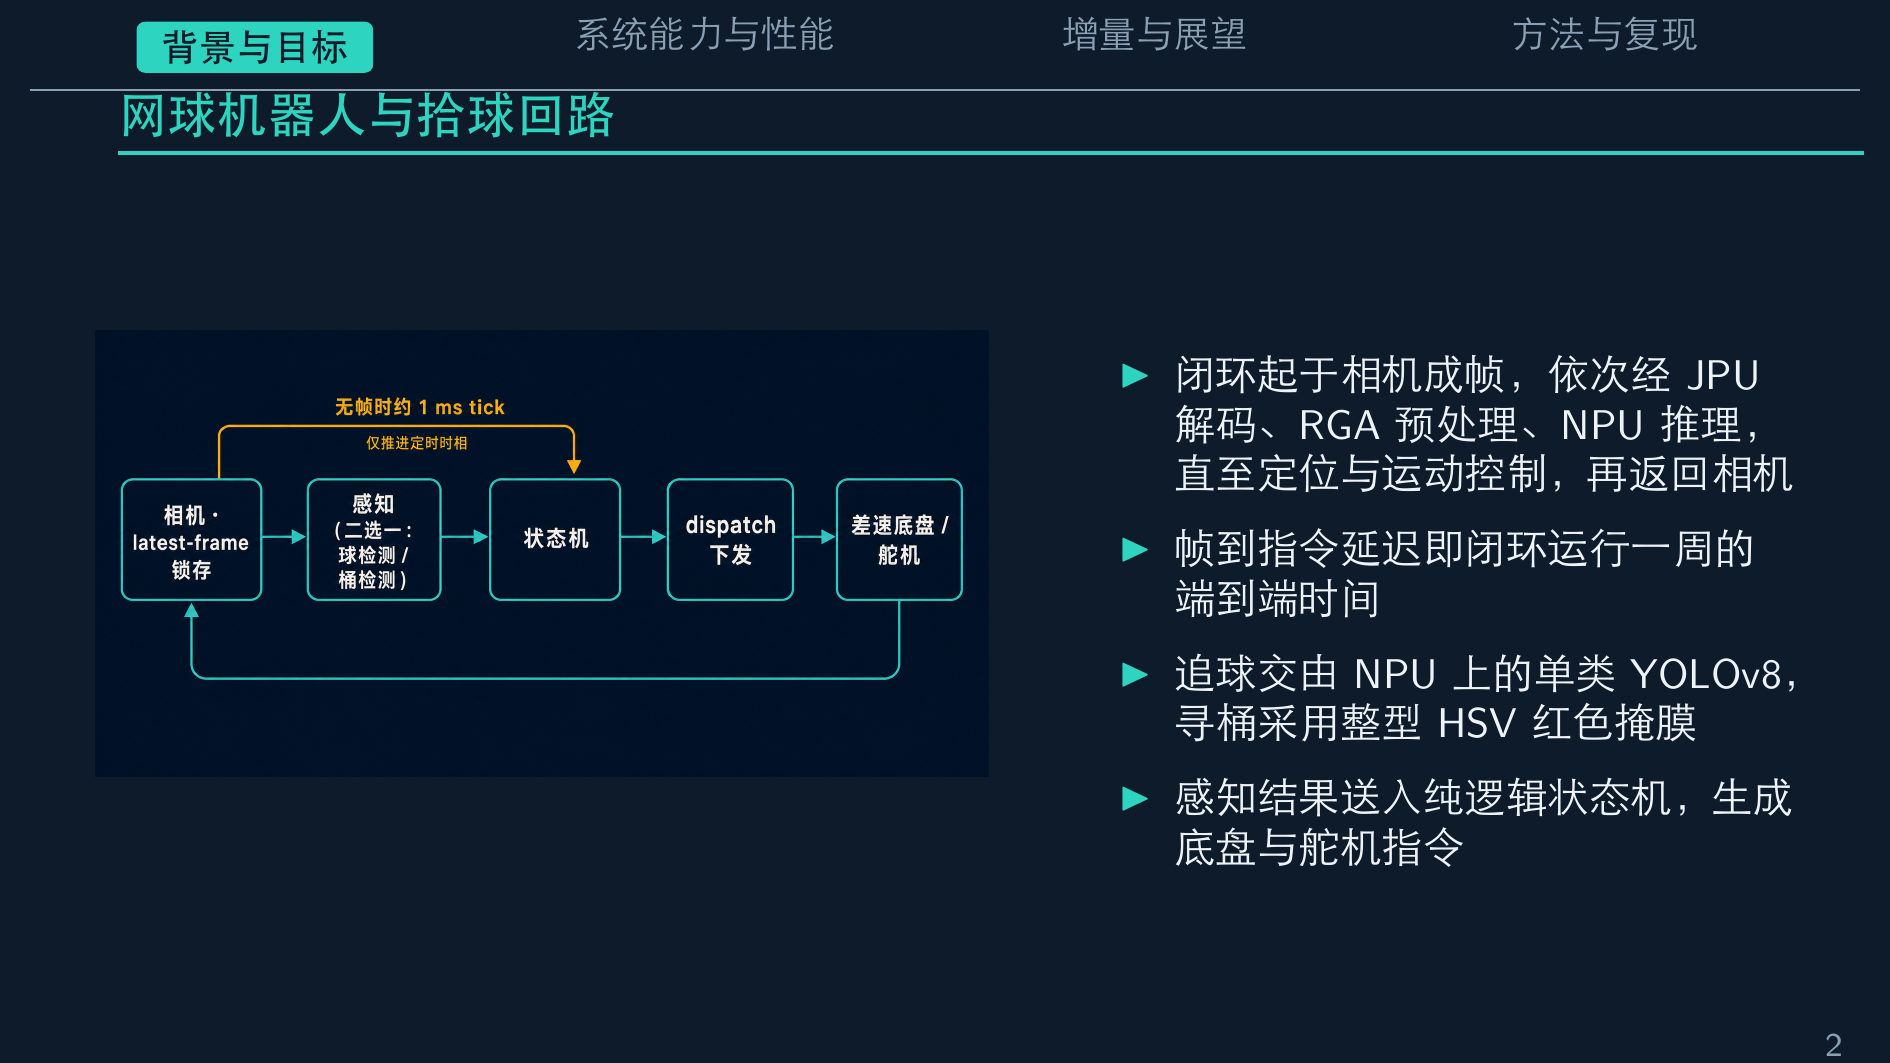 背景与目标
系统能力与性能
增量与展望
方法与复现
网球机器人与拾球回路
无帧时约 1 ms tick
仅推进定时时相
相机 ·
latest-frame
锁存
感知
(二选一:
球检测 /
桶检测)
状态机
dispatch
下发
差速底盘 /
舵机
▶ 闭环起于相机成帧，依次经 JPU
解码、RGA 预处理、NPU 推理，
直至定位与运动控制，再返回相机
▶ 帧到指令延迟即闭环运行一周的
端到端时间
▶ 追球交由 NPU 上的单类 YOLOv8，
寻桶采用整型 HSV 红色掩膜
▶ 感知结果送入纯逻辑状态机，生成
底盘与舵机指令
2